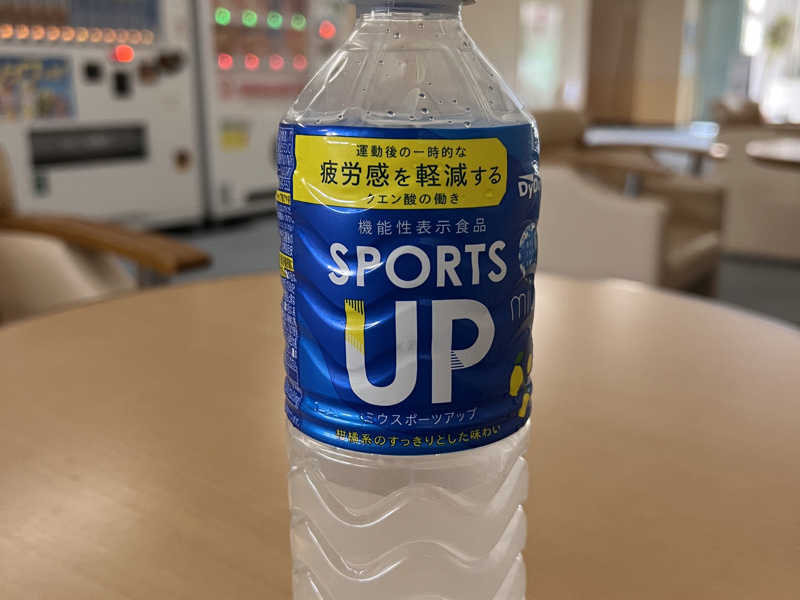 運動後の一時的な
疲労感を軽減する
クエン酸の働き
DyD
機能性表示食品
SPORTS
UP
mi
ミウスポーツアップ
柑橘系のすっきりとした味わい